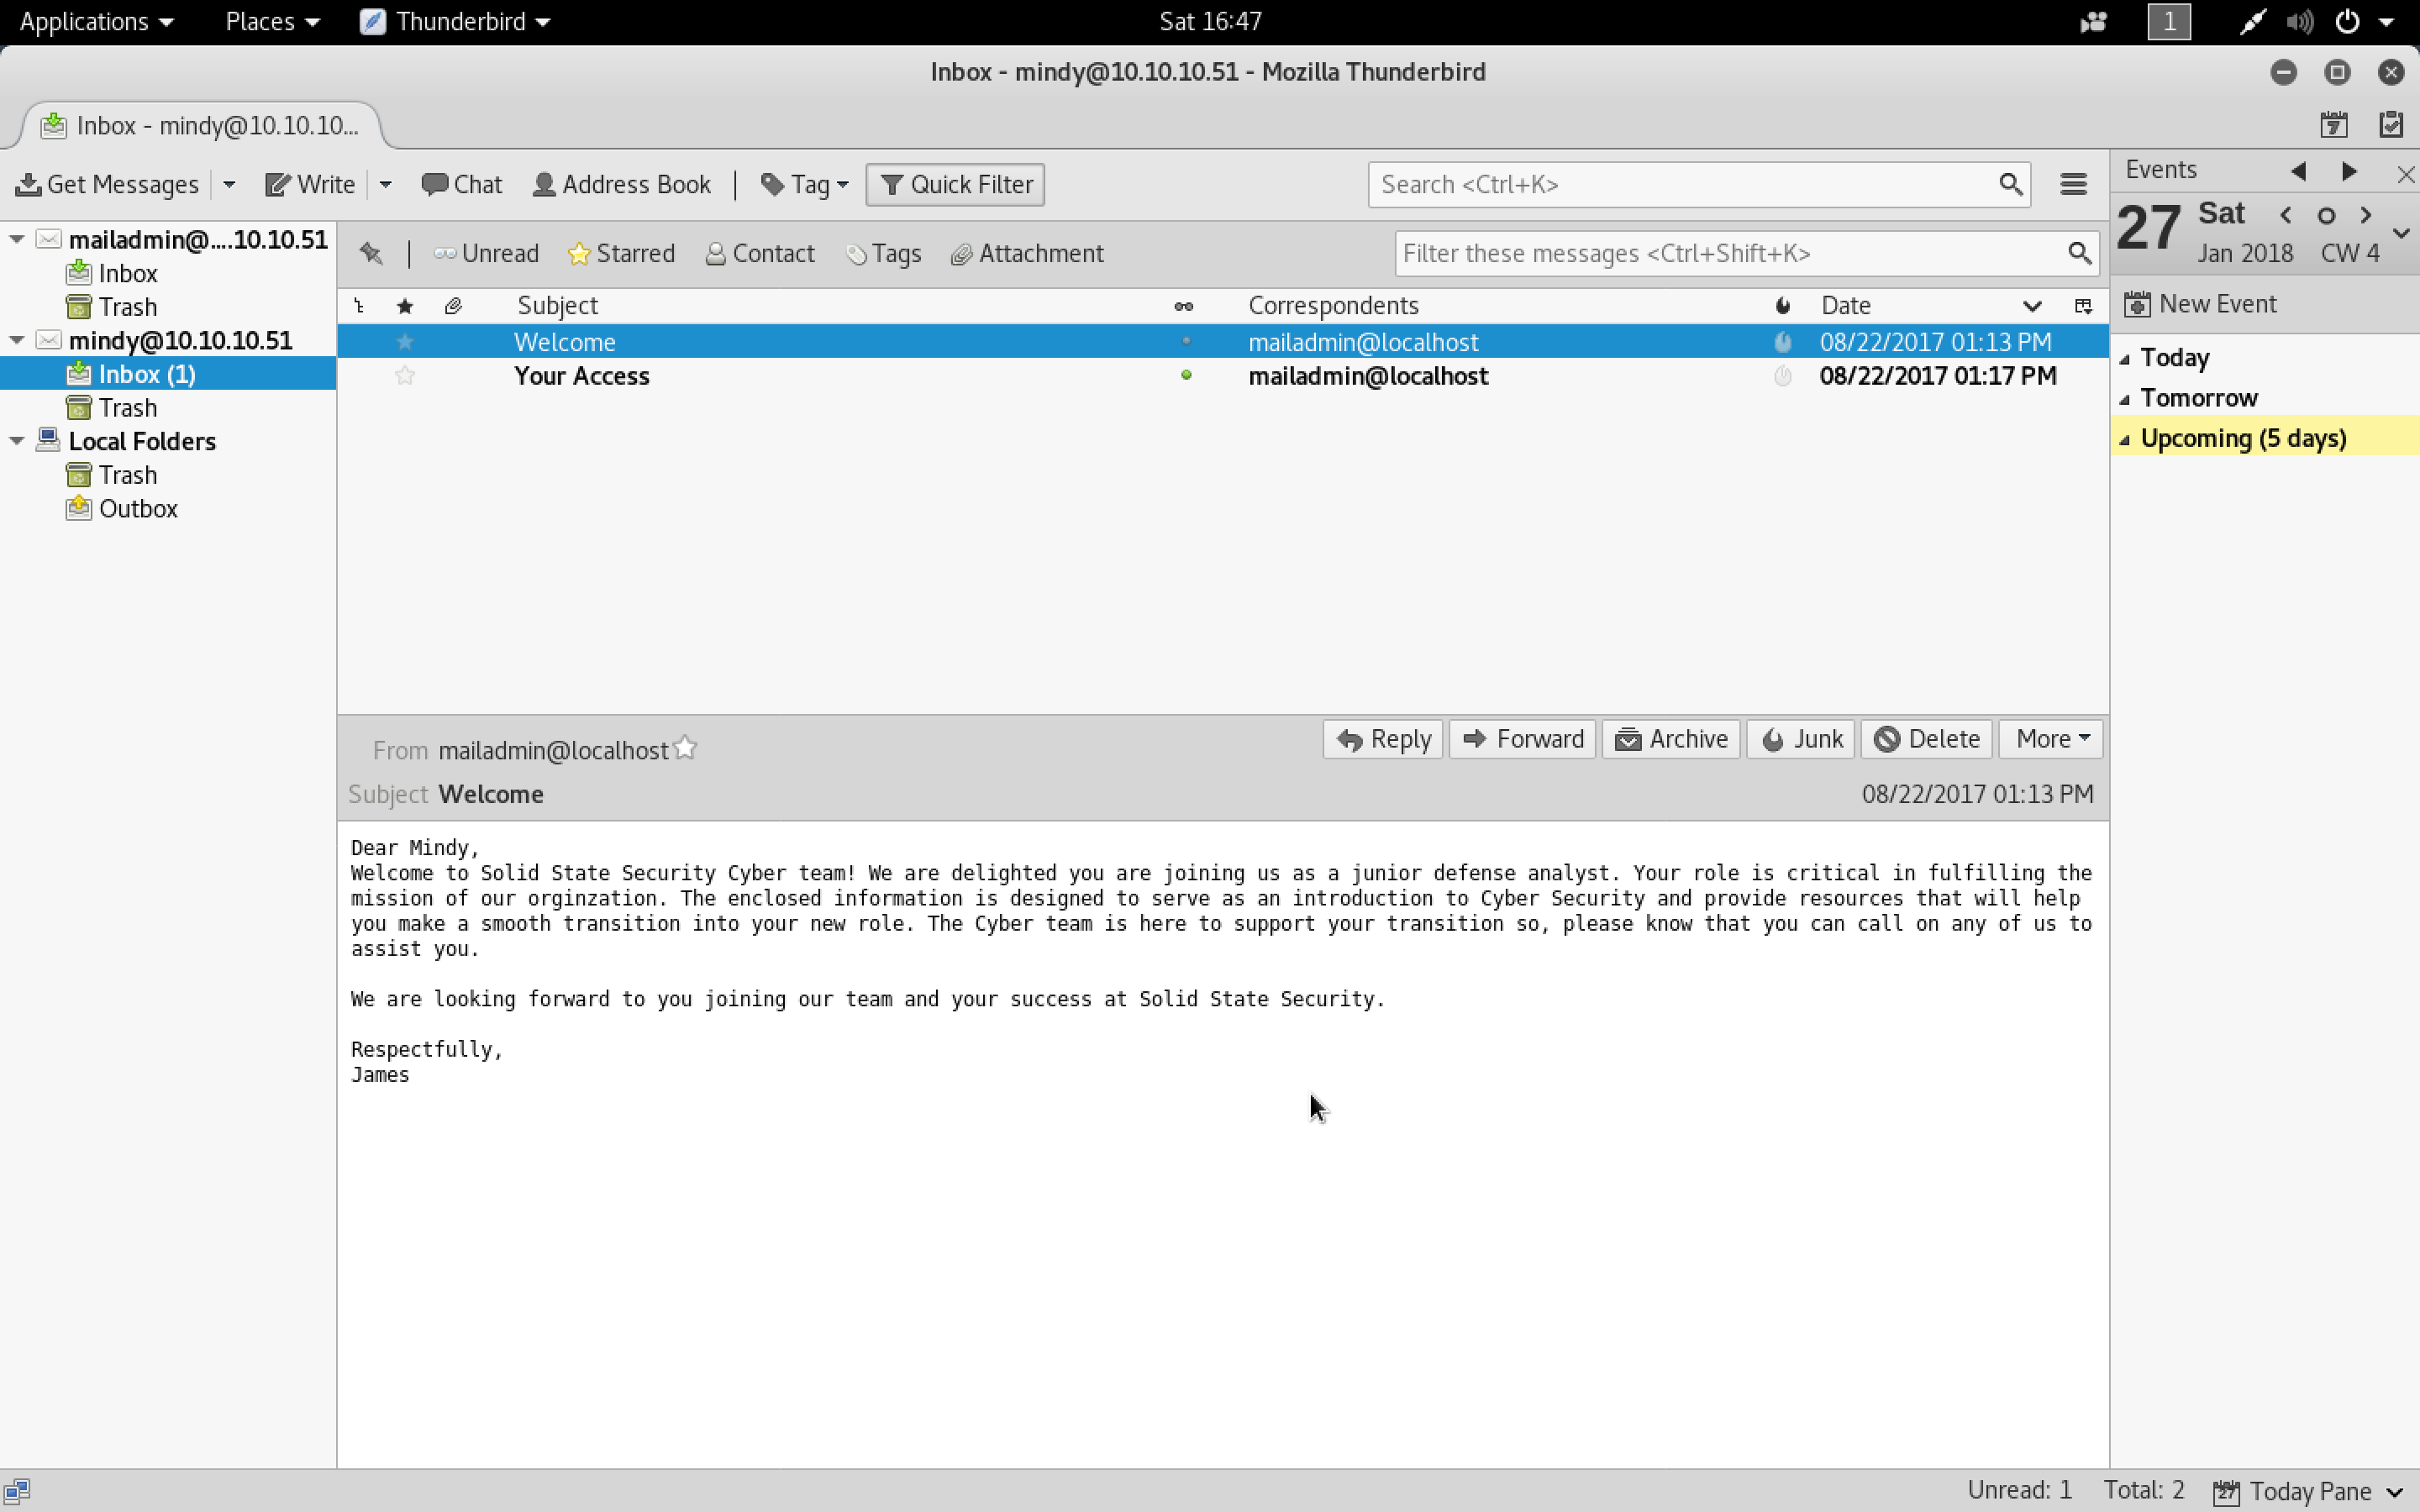 Applications Places Thunderbird Sat 16:47 1
Inbox - mindy@10.10.10.51 - Mozilla Thunderbird
Inbox - mindy@10.10.10... 7
Get Messages Write Chat Address Book Tag Quick Filter Search <Ctrl+K>
Events
27 Sat
Jan 2018 CW 4
New Event
Today
Tomorrow
Upcoming (5 days)
mailadmin@....10.10.51
Inbox
Trash
mindy@10.10.10.51
Inbox (1)
Trash
Local Folders
Trash
Outbox
Unread Starred Contact Tags Attachment Filter these messages <Ctrl+Shift+K>
Subject Correspondents Date
Welcome mailadmin@localhost 08/22/2017 01:13 PM
Your Access mailadmin@localhost 08/22/2017 01:17 PM
From mailadmin@localhost Reply Forward Archive Junk Delete More
Subject Welcome 08/22/2017 01:13 PM
Dear Mindy,
Welcome to Solid State Security Cyber team! We are delighted you are joining us as a junior defense analyst. Your role is critical in fulfilling the
mission of our orginzation. The enclosed information is designed to serve as an introduction to Cyber Security and provide resources that will help
you make a smooth transition into your new role. The Cyber team is here to support your transition so, please know that you can call on any of us to
assist you.
We are looking forward to you joining our team and your success at Solid State Security.
Respectfully,
James
Unread: 1 Total: 2 27 Today Pane